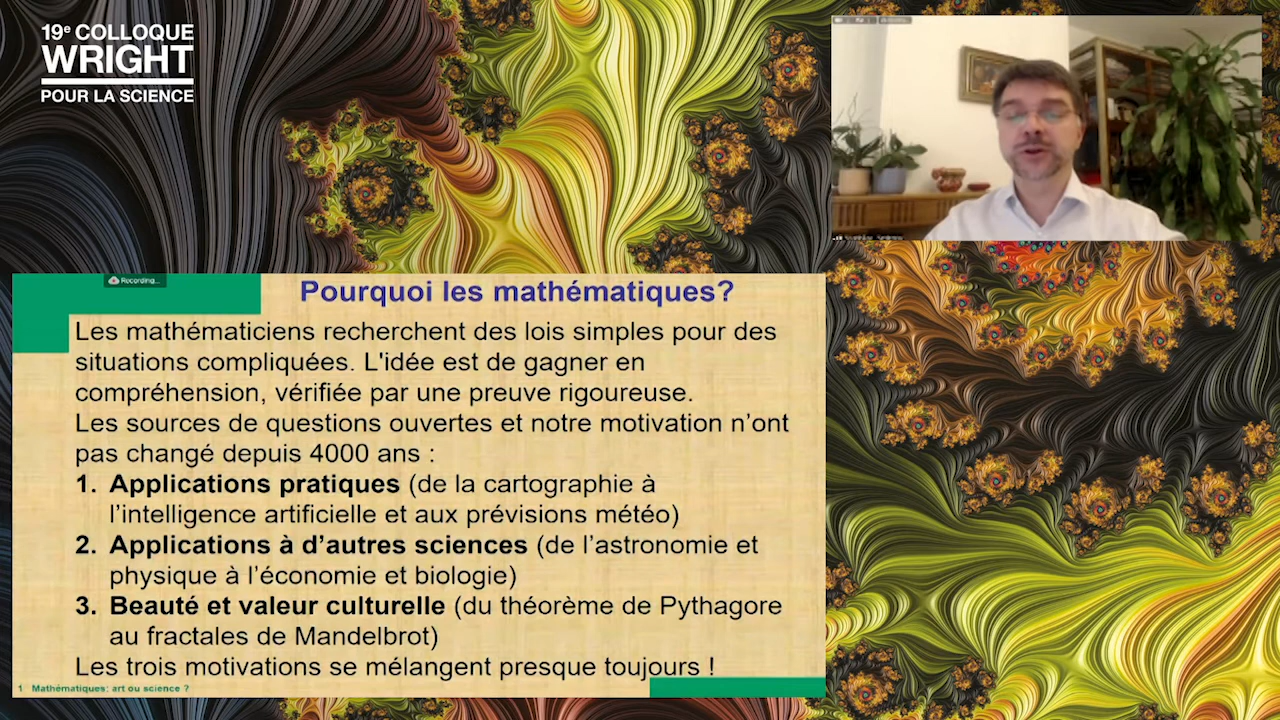 19e COLLOQUE
WRIGHT
POUR LA SCIENCE
Recording...
Pourquoi les mathématiques?
Les mathématiciens recherchent des lois simples pour des
situations compliquées. L'idée est de gagner en
compréhension, vérifiée par une preuve rigoureuse.
Les sources de questions ouvertes et notre motivation n’ont
pas changé depuis 4000 ans :
1. Applications pratiques (de la cartographie à
l’intelligence artificielle et aux prévisions météo)
2. Applications à d’autres sciences (de l’astronomie et
physique à l’économie et biologie)
3. Beauté et valeur culturelle (du théorème de Pythagore
au fractales de Mandelbrot)
Les trois motivations se mélangent presque toujours !
1 Mathématiques: art ou science ?